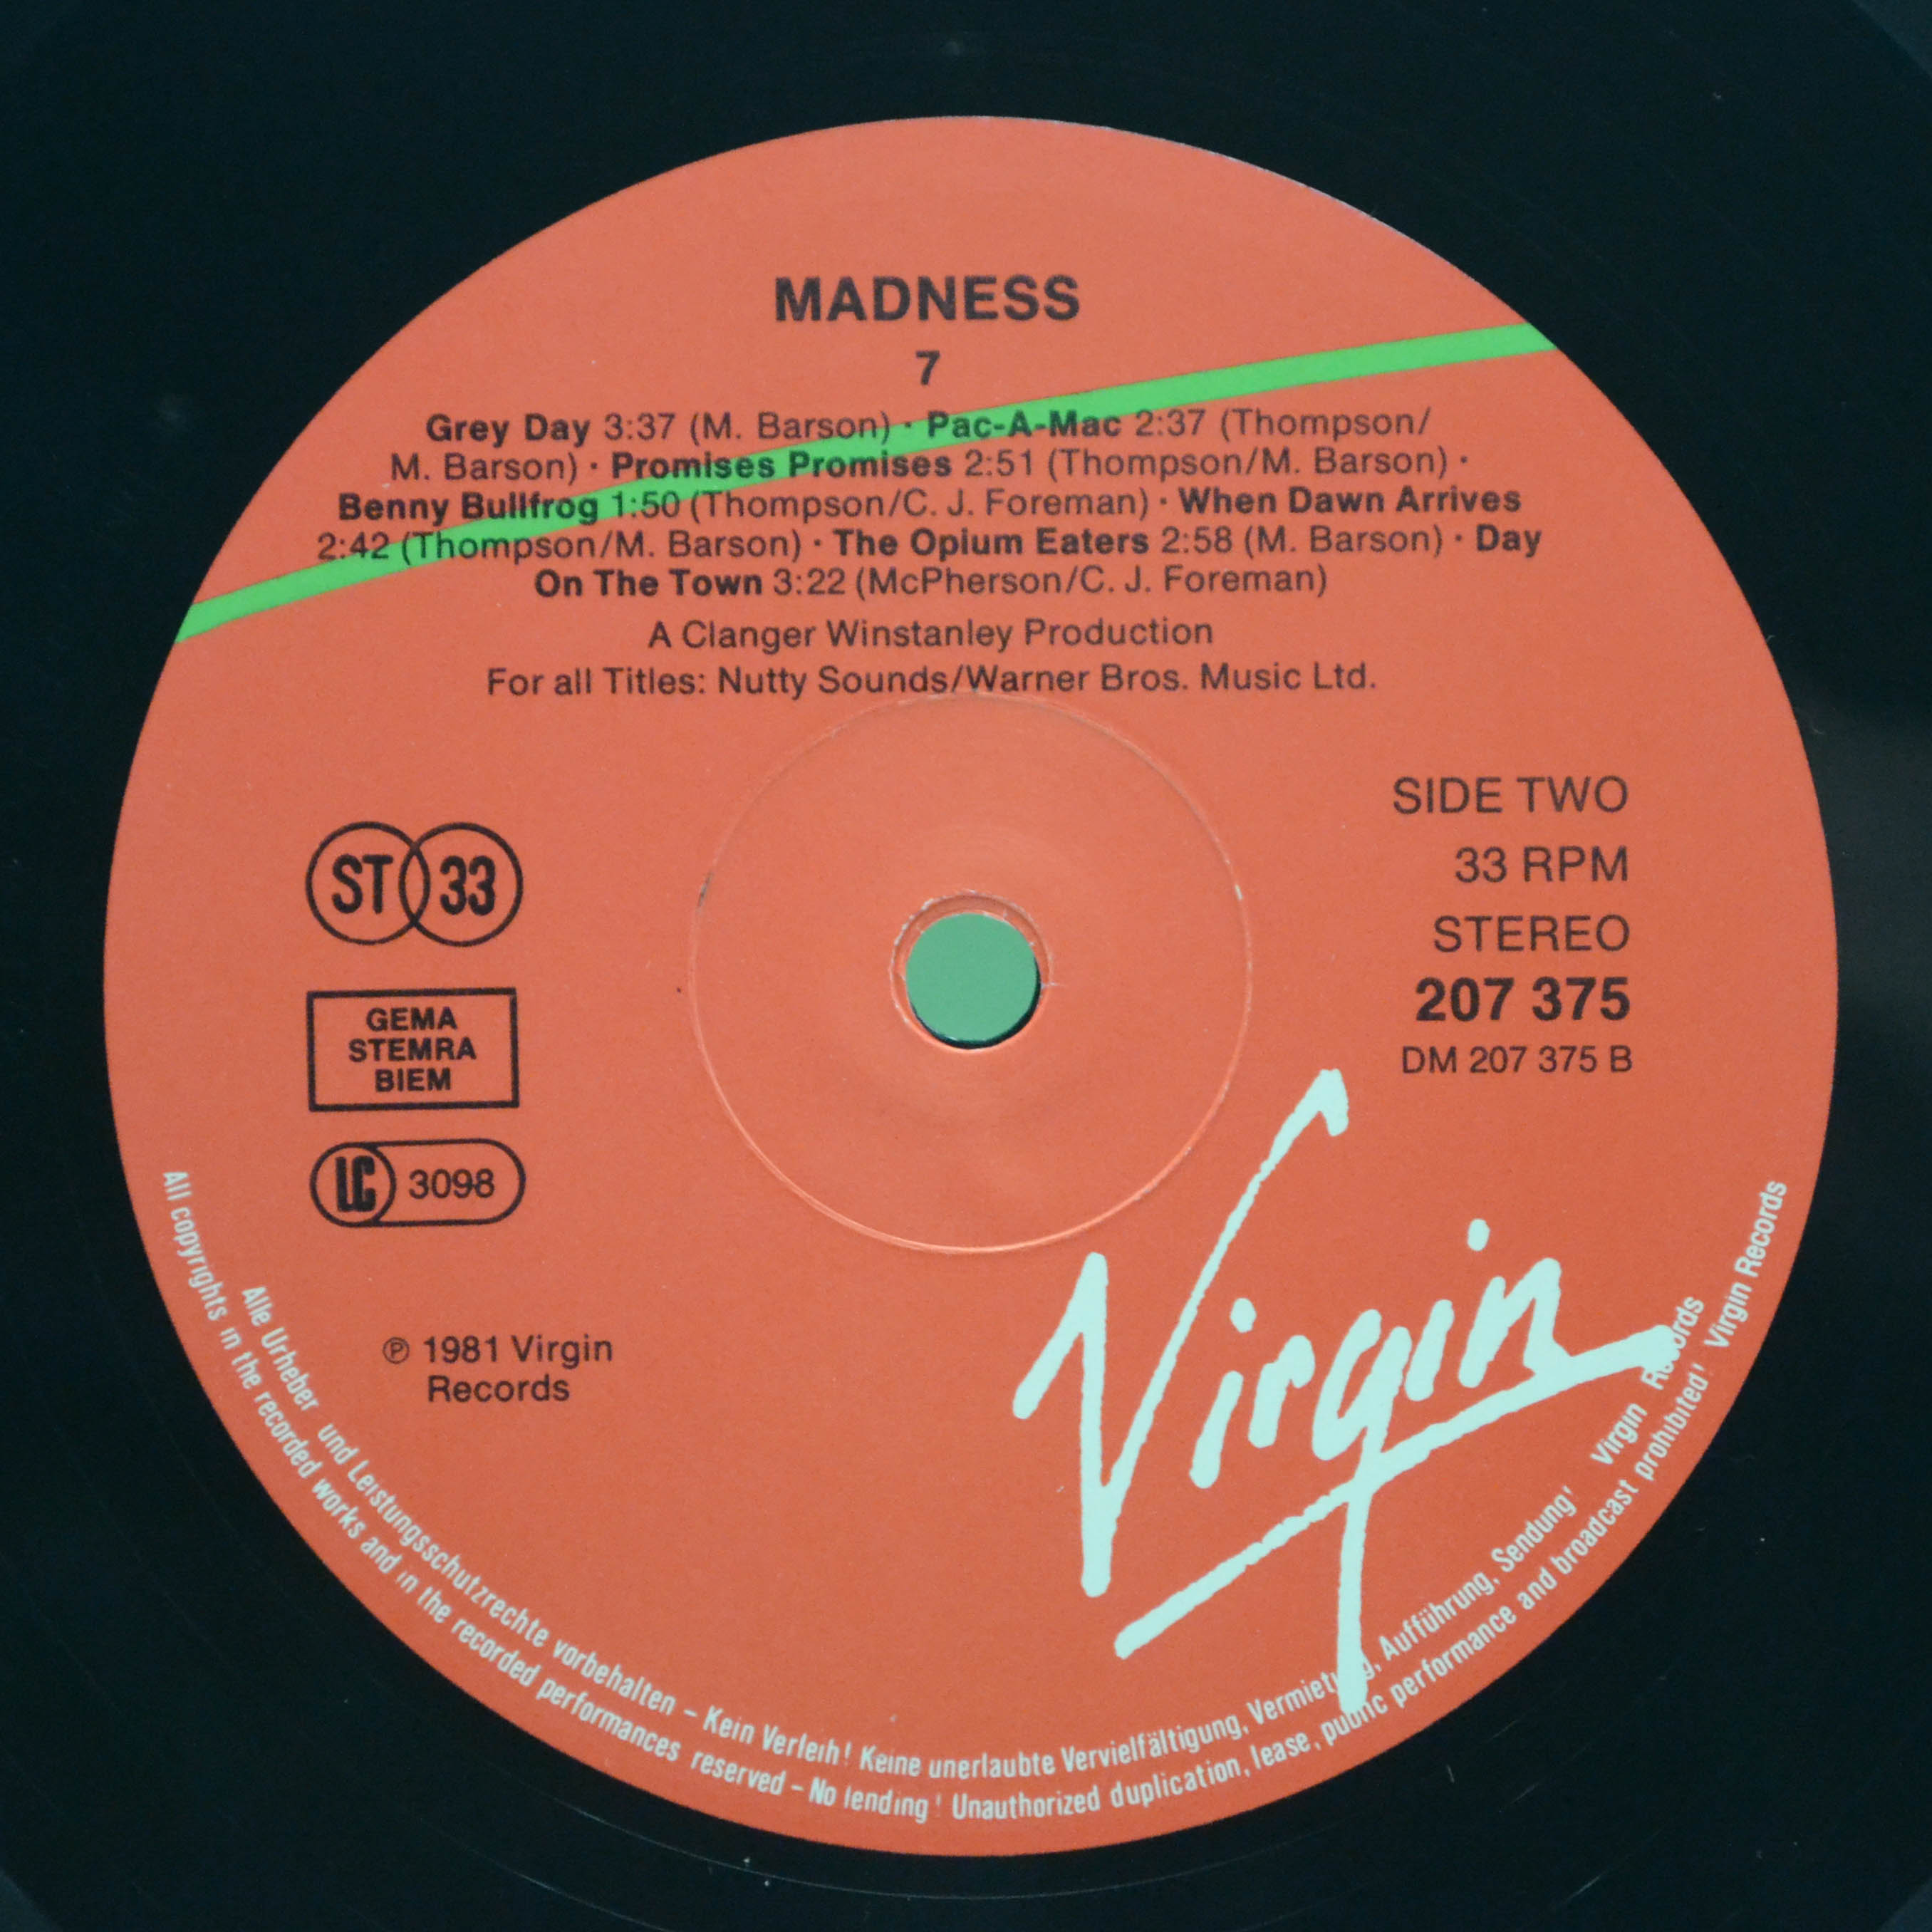 MADNESS
7
Grey Day 3:37 (M. Barson) · Pac-A-Mac 2:37 (Thompson/
M. Barson) · Promises Promises 2:51 (Thompson/M. Barson) ·
Benny Bullfrog 1:50 (Thompson/C. J. Foreman) · When Dawn Arrives
2:42 (Thompson/M. Barson) · The Opium Eaters 2:58 (M. Barson) · Day
On The Town 3:22 (McPherson/C. J. Foreman)
A Clanger Winstanley Production
For all Titles: Nutty Sounds/Warner Bros. Music Ltd.
ST 33
GEMA
STEMRA
BIEM
LC 3098
SIDE TWO
33 RPM
STEREO
207 375
DM 207 375 B
℗ 1981 Virgin
Records
Virgin
Alle Urheber und Leistungsschutzrechte vorbehalten – Kein Verleih! Keine unerlaubte Vervielfältigung, Vermietung, Aufführung, Sendung! Virgin Records
All copyrights in the recorded works and in the recorded performances reserved – No lending! Unauthorized duplication, lease, public performance and broadcast prohibited! Virgin Records